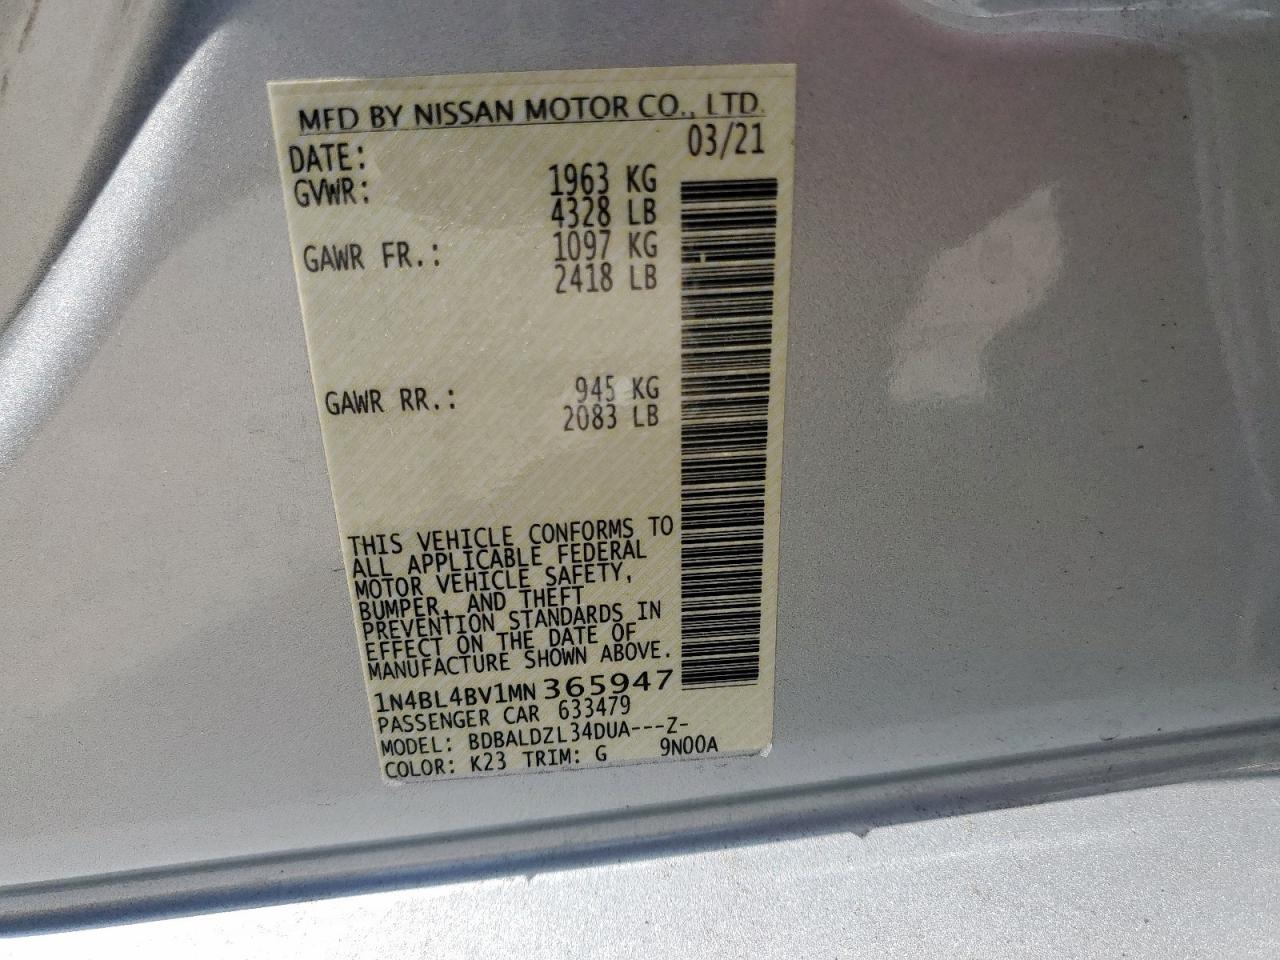 MFD BY NISSAN MOTOR CO., LTD.
DATE: 03/21
GVWR: 1963 KG
4328 LB
GAWR FR.: 1097 KG
2418 LB
GAWR RR.: 945 KG
2083 LB
THIS VEHICLE CONFORMS TO
ALL APPLICABLE FEDERAL
MOTOR VEHICLE SAFETY,
BUMPER, AND THEFT
PREVENTION STANDARDS IN
EFFECT ON THE DATE OF
MANUFACTURE SHOWN ABOVE.
1N4BL4BV1MN365947
PASSENGER CAR 633479
MODEL: BDBALDZL34DUA---Z-
COLOR: K23 TRIM: G 9N00A